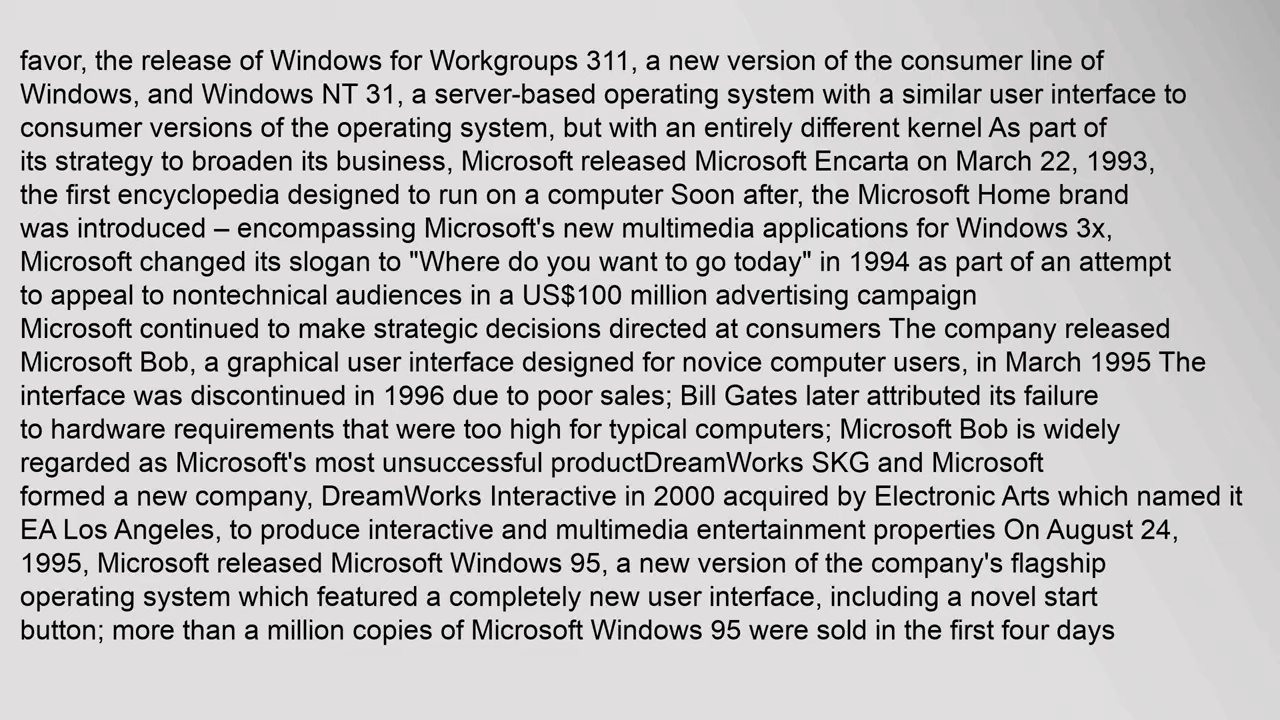 favor, the release of Windows for Workgroups 311, a new version of the consumer line of
Windows, and Windows NT 31, a server-based operating system with a similar user interface to
consumer versions of the operating system, but with an entirely different kernel As part of
its strategy to broaden its business, Microsoft released Microsoft Encarta on March 22, 1993,
the first encyclopedia designed to run on a computer Soon after, the Microsoft Home brand
was introduced – encompassing Microsoft's new multimedia applications for Windows 3x,
Microsoft changed its slogan to "Where do you want to go today" in 1994 as part of an attempt
to appeal to nontechnical audiences in a US$100 million advertising campaign
Microsoft continued to make strategic decisions directed at consumers The company released
Microsoft Bob, a graphical user interface designed for novice computer users, in March 1995 The
interface was discontinued in 1996 due to poor sales; Bill Gates later attributed its failure
to hardware requirements that were too high for typical computers; Microsoft Bob is widely
regarded as Microsoft's most unsuccessful productDreamWorks SKG and Microsoft
formed a new company, DreamWorks Interactive in 2000 acquired by Electronic Arts which named it
EA Los Angeles, to produce interactive and multimedia entertainment properties On August 24,
1995, Microsoft released Microsoft Windows 95, a new version of the company's flagship
operating system which featured a completely new user interface, including a novel start
button; more than a million copies of Microsoft Windows 95 were sold in the first four days